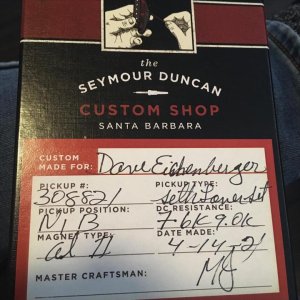 the
SEYMOUR DUNCAN
CUSTOM SHOP
SANTA BARBARA
CUSTOM
MADE FOR: Dave Eichenberger
PICKUP #: PICKUP TYPE:
308821 Seth Lover set
PICKUP POSITION: DC RESISTANCE:
N/B 7.6K 9.0K
MAGNET TYPE: DATE:
II 4-14-21
MASTER CRAFTSMAN: MJ